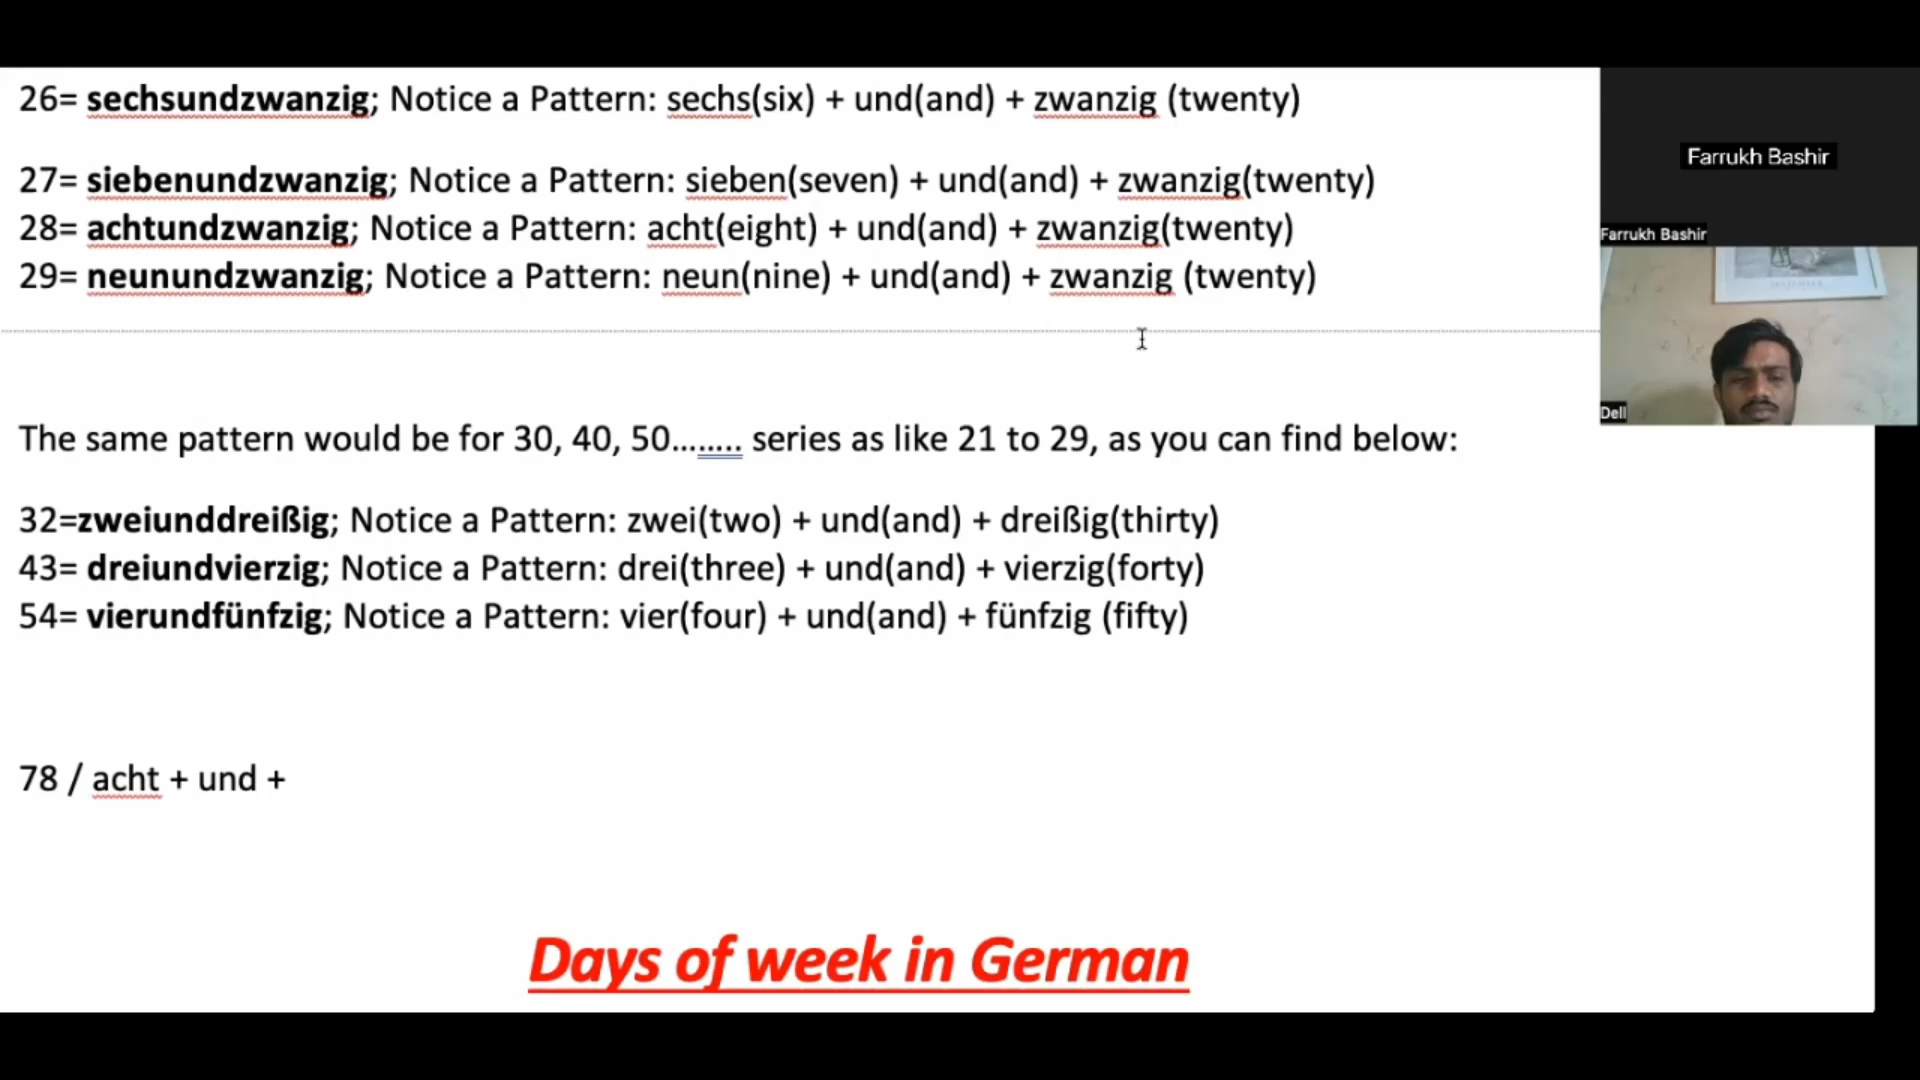 26= sechsundzwanzig; Notice a Pattern: sechs(six) + und(and) + zwanzig (twenty)
27= siebenundzwanzig; Notice a Pattern: sieben(seven) + und(and) + zwanzig(twenty)
28= achtundzwanzig; Notice a Pattern: acht(eight) + und(and) + zwanzig(twenty)
29= neunundzwanzig; Notice a Pattern: neun(nine) + und(and) + zwanzig (twenty)
The same pattern would be for 30, 40, 50........ series as like 21 to 29, as you can find below:
32=zweiunddreißig; Notice a Pattern: zwei(two) + und(and) + dreißig(thirty)
43= dreiundvierzig; Notice a Pattern: drei(three) + und(and) + vierzig(forty)
54= vierundfünfzig; Notice a Pattern: vier(four) + und(and) + fünfzig (fifty)
78 / acht + und +
Days of week in German
Farrukh Bashir
Farrukh Bashir
Dell